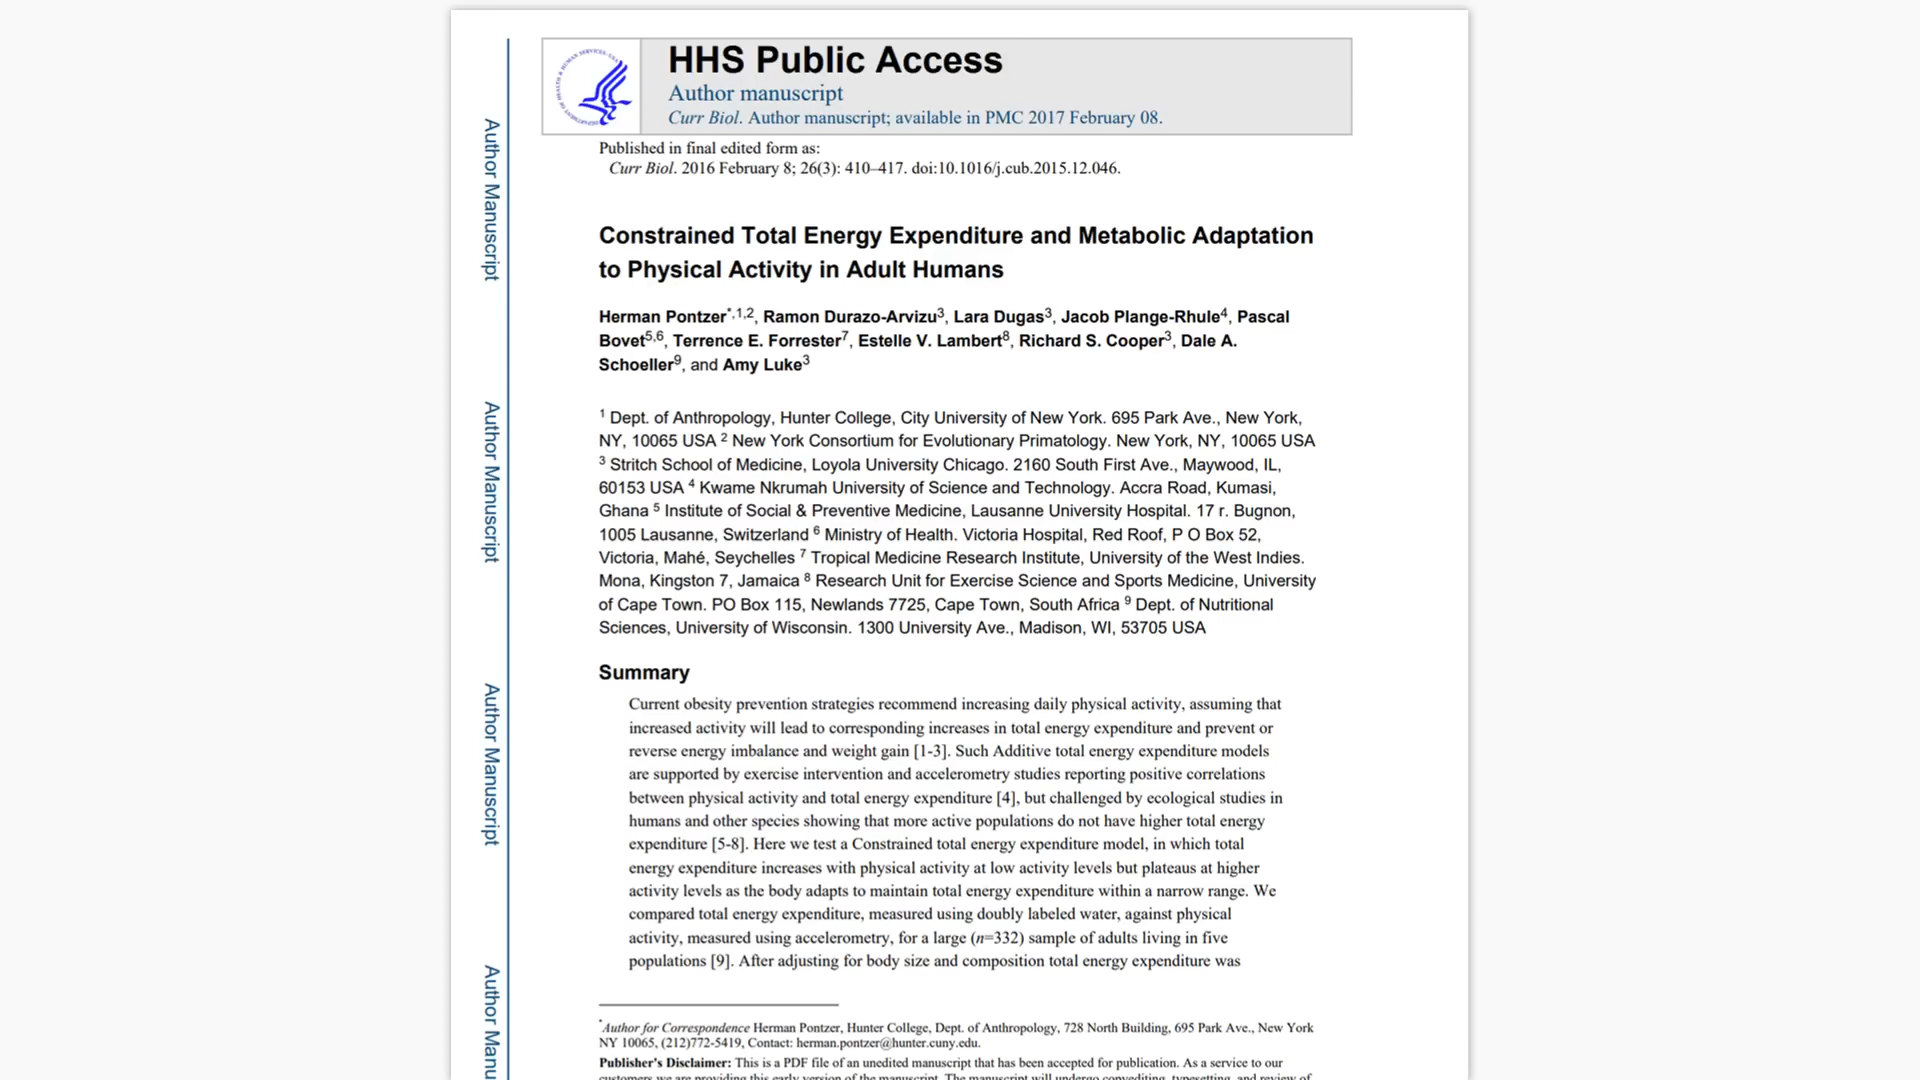 HHS Public Access
Author manuscript
Curr Biol. Author manuscript; available in PMC 2017 February 08.
Published in final edited form as:
Curr Biol. 2016 February 8; 26(3): 410–417. doi:10.1016/j.cub.2015.12.046.
Constrained Total Energy Expenditure and Metabolic Adaptation
to Physical Activity in Adult Humans
Herman Pontzer*,1,2, Ramon Durazo-Arvizu3, Lara Dugas3, Jacob Plange-Rhule4, Pascal
Bovet5,6, Terrence E. Forrester7, Estelle V. Lambert8, Richard S. Cooper3, Dale A.
Schoeller9, and Amy Luke3
1 Dept. of Anthropology, Hunter College, City University of New York. 695 Park Ave., New York,
NY, 10065 USA 2 New York Consortium for Evolutionary Primatology. New York, NY, 10065 USA
3 Stritch School of Medicine, Loyola University Chicago. 2160 South First Ave., Maywood, IL,
60153 USA 4 Kwame Nkrumah University of Science and Technology. Accra Road, Kumasi,
Ghana 5 Institute of Social & Preventive Medicine, Lausanne University Hospital. 17 r. Bugnon,
1005 Lausanne, Switzerland 6 Ministry of Health. Victoria Hospital, Red Roof, P O Box 52,
Victoria, Mahé, Seychelles 7 Tropical Medicine Research Institute, University of the West Indies.
Mona, Kingston 7, Jamaica 8 Research Unit for Exercise Science and Sports Medicine, University
of Cape Town. PO Box 115, Newlands 7725, Cape Town, South Africa 9 Dept. of Nutritional
Sciences, University of Wisconsin. 1300 University Ave., Madison, WI, 53705 USA
Summary
Current obesity prevention strategies recommend increasing daily physical activity, assuming that
increased activity will lead to corresponding increases in total energy expenditure and prevent or
reverse energy imbalance and weight gain [1-3]. Such Additive total energy expenditure models
are supported by exercise intervention and accelerometry studies reporting positive correlations
between physical activity and total energy expenditure [4], but challenged by ecological studies in
humans and other species showing that more active populations do not have higher total energy
expenditure [5-8]. Here we test a Constrained total energy expenditure model, in which total
energy expenditure increases with physical activity at low activity levels but plateaus at higher
activity levels as the body adapts to maintain total energy expenditure within a narrow range. We
compared total energy expenditure, measured using doubly labeled water, against physical
activity, measured using accelerometry, for a large (n=332) sample of adults living in five
populations [9]. After adjusting for body size and composition total energy expenditure was
*Author for Correspondence Herman Pontzer, Hunter College, Dept. of Anthropology, 728 North Building, 695 Park Ave., New York
NY 10065, (212)772-5419, Contact: herman.pontzer@hunter.cuny.edu.
Publisher's Disclaimer: This is a PDF file of an unedited manuscript that has been accepted for publication. As a service to our
customers we are providing this early version of the manuscript. The manuscript will undergo copyediting, typesetting, and review of
Author Manuscript
Author Manuscript
Author Manuscript
Author Manu